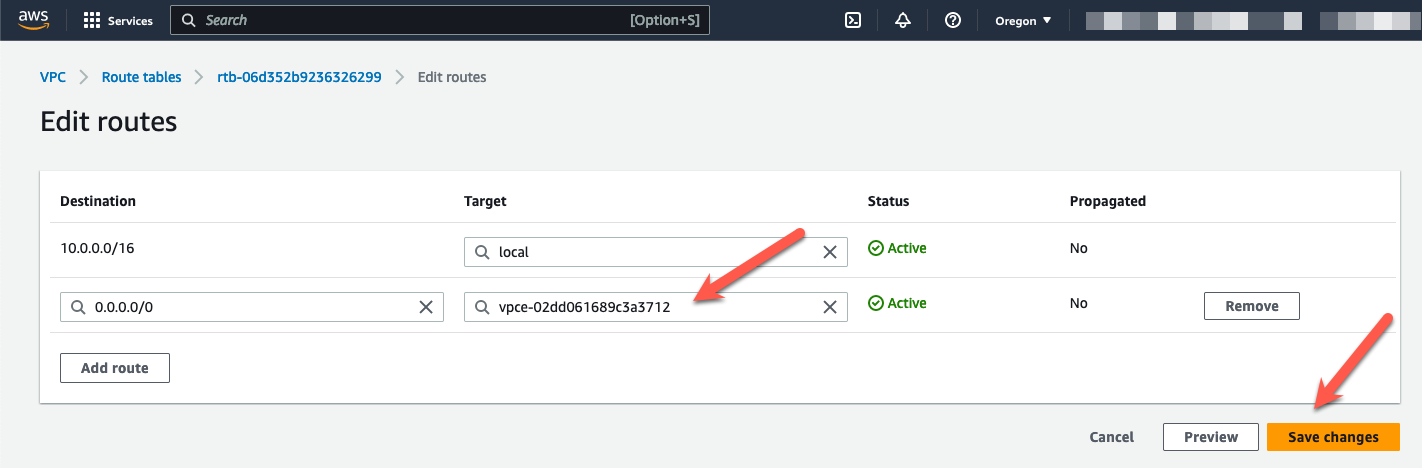 aws Services Search [Option+S] Oregon
VPC Route tables rtb-06d352b9236326299 Edit routes
Edit routes
Destination Target Status Propagated
10.0.0.0/16 local Active No
0.0.0.0/0 vpce-02dd061689c3a3712 Active No Remove
Add route
Cancel Preview Save changes